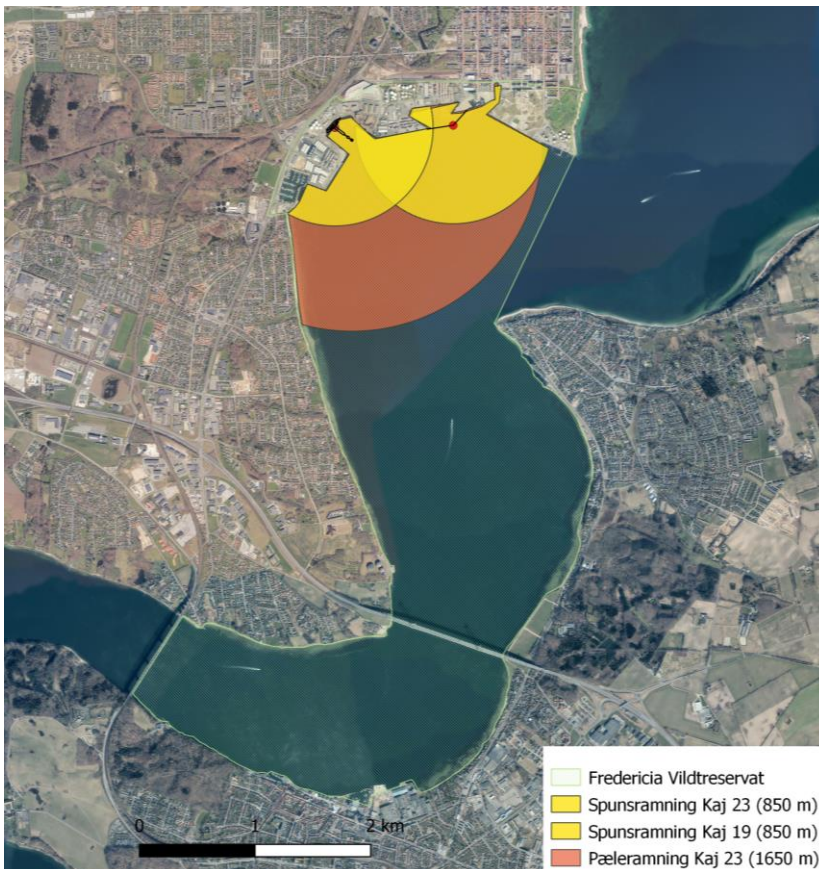 0 1 2 km
Fredericia Vildtreservat
Spunsramning Kaj 23 (850 m)
Spunsramning Kaj 19 (850 m)
Pæleramning Kaj 23 (1650 m)